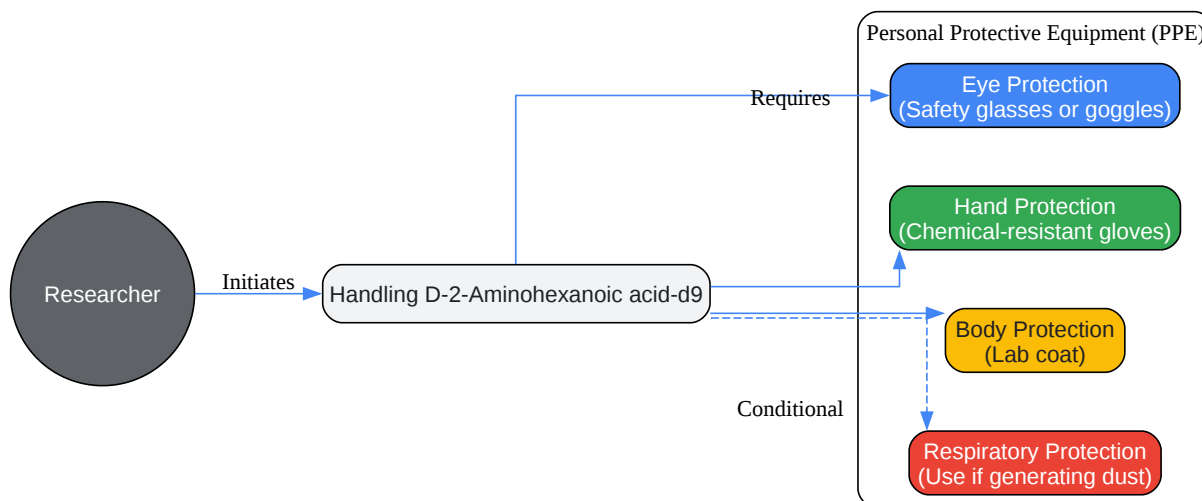 Personal Protective Equipment (PPE)
Eye Protection
(Safety glasses or goggles)
Requires
Hand Protection
(Chemical-resistant gloves)
Researcher
Initiates
Handling D-2-Aminohexanoic acid-d9
Body Protection
(Lab coat)
Conditional
Respiratory Protection
(Use if generating dust)